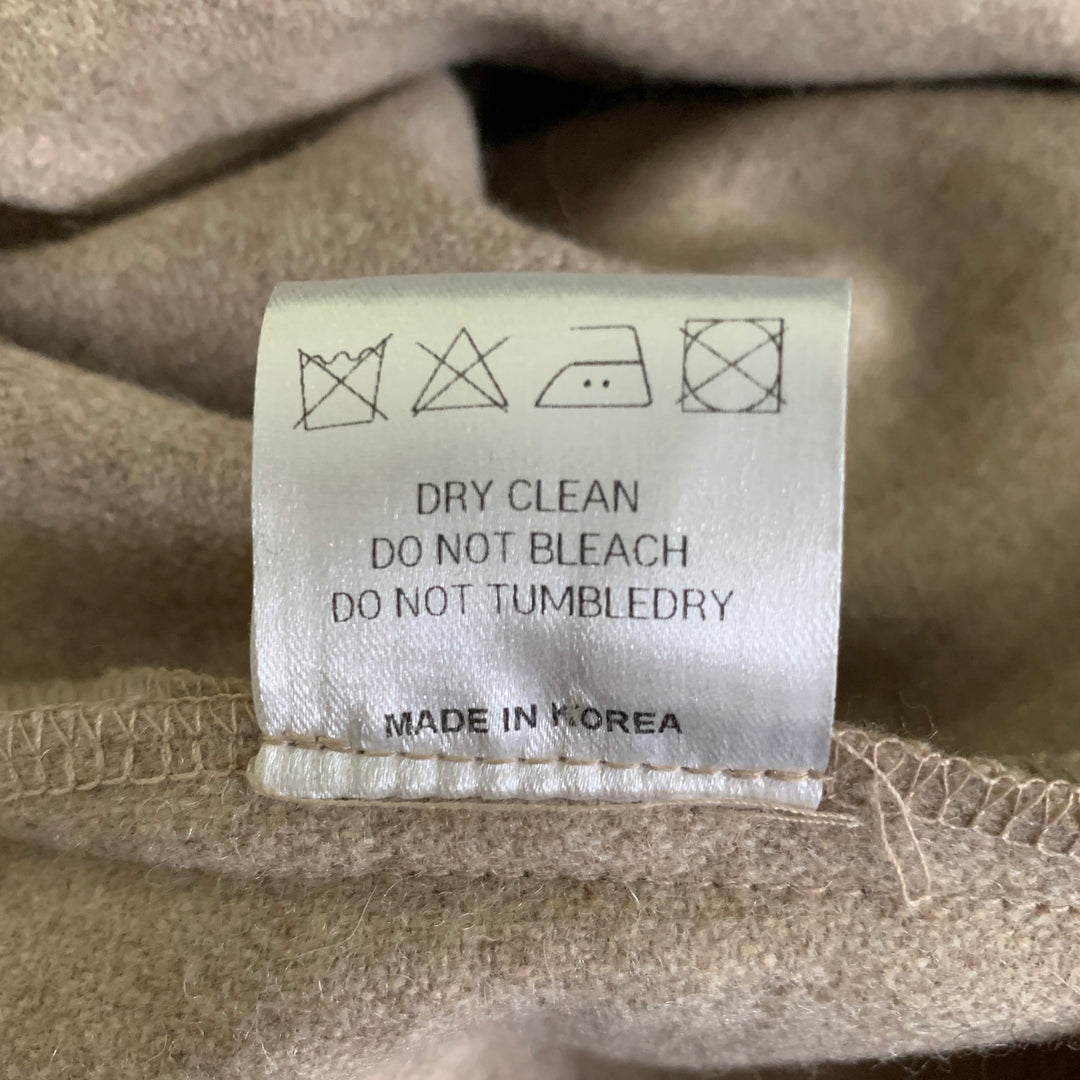 DRY CLEAN
DO NOT BLEACH
DO NOT TUMBLEDRY
MADE IN KOREA